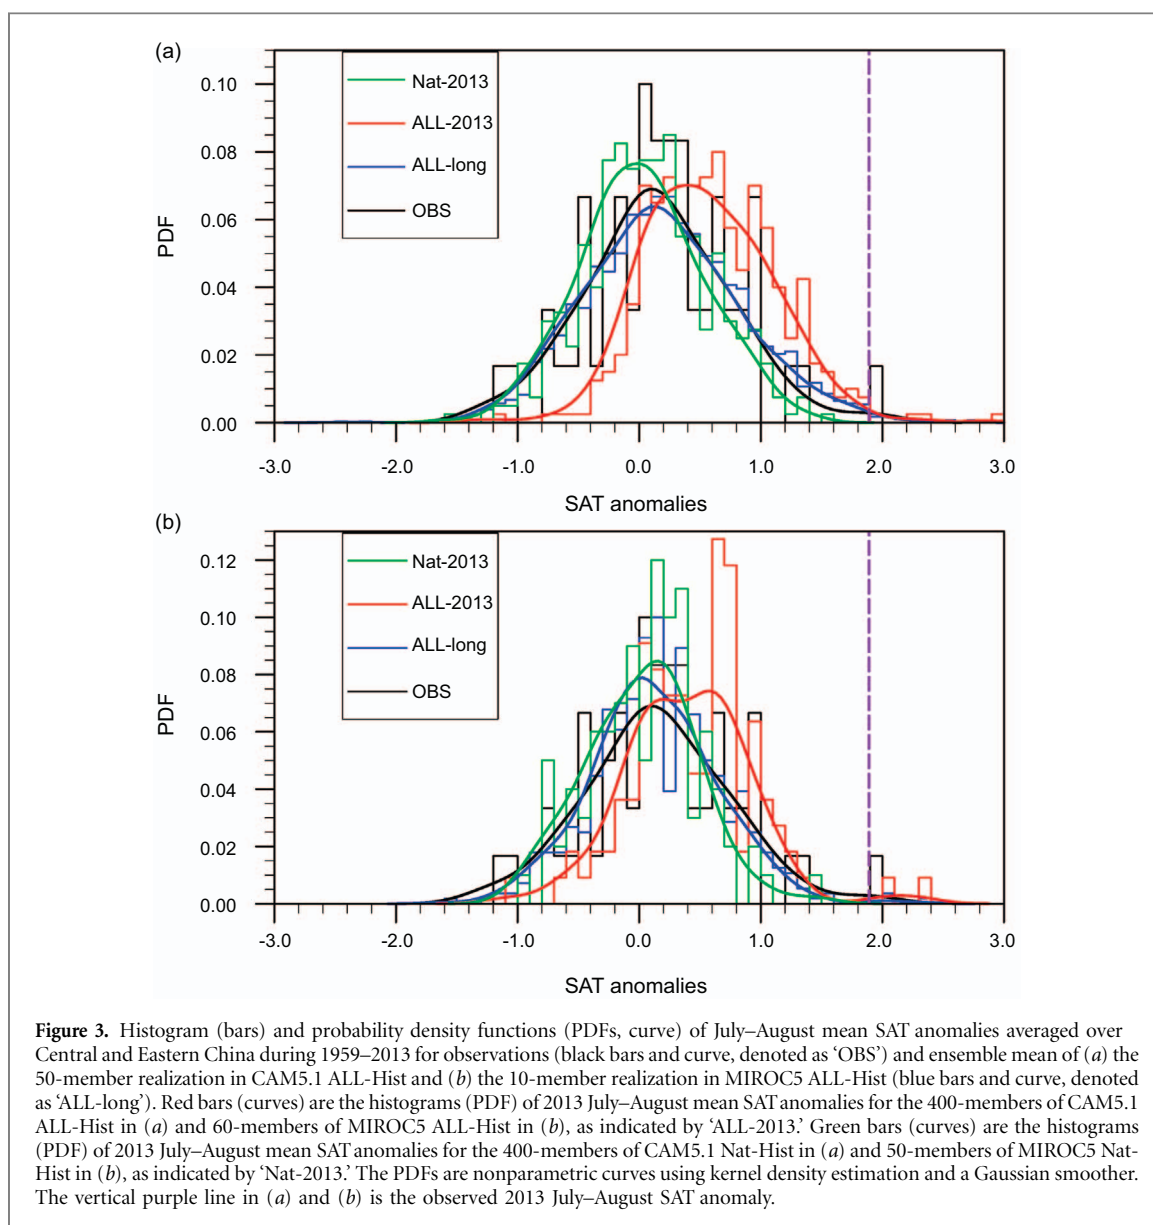 (a)
Nat-2013
ALL-2013
ALL-long
OBS
PDF
0.10
0.08
0.06
0.04
0.02
0.00
-3.0 -2.0 -1.0 0.0 1.0 2.0 3.0
SAT anomalies
(b)
Nat-2013
ALL-2013
ALL-long
OBS
PDF
0.12
0.10
0.08
0.06
0.04
0.02
0.00
-3.0 -2.0 -1.0 0.0 1.0 2.0 3.0
SAT anomalies
Figure 3. Histogram (bars) and probability density functions (PDFs, curve) of July–August mean SAT anomalies averaged over
Central and Eastern China during 1959–2013 for observations (black bars and curve, denoted as ‘OBS’) and ensemble mean of (a) the
50-member realization in CAM5.1 ALL-Hist and (b) the 10-member realization in MIROC5 ALL-Hist (blue bars and curve, denoted
as ‘ALL-long’). Red bars (curves) are the histograms (PDF) of 2013 July–August mean SAT anomalies for the 400-members of CAM5.1
ALL-Hist in (a) and 60-members of MIROC5 ALL-Hist in (b), as indicated by ‘ALL-2013.’ Green bars (curves) are the histograms
(PDF) of 2013 July–August mean SAT anomalies for the 400-members of CAM5.1 Nat-Hist in (a) and 50-members of MIROC5 Nat-
Hist in (b), as indicated by ‘Nat-2013.’ The PDFs are nonparametric curves using kernel density estimation and a Gaussian smoother.
The vertical purple line in (a) and (b) is the observed 2013 July–August SAT anomaly.